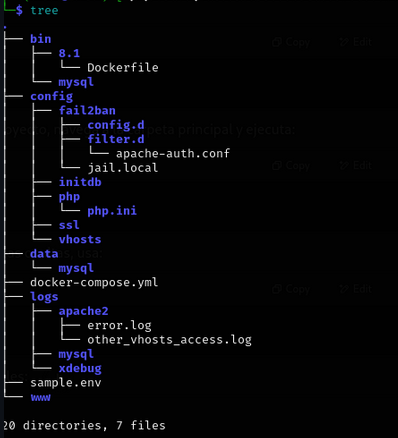 └─$ tree
.
├── bin
│   ├── 8.1
│   │   └── Dockerfile
│   └── mysql
├── config
│   ├── fail2ban
│   │   ├── config.d
│   │   ├── filter.d
│   │   │   └── apache-auth.conf
│   │   └── jail.local
│   ├── initdb
│   ├── php
│   │   └── php.ini
│   ├── ssl
│   └── vhosts
├── data
│   └── mysql
├── docker-compose.yml
├── logs
│   ├── apache2
│   │   ├── error.log
│   │   └── other_vhosts_access.log
│   ├── mysql
│   └── xdebug
├── sample.env
└── www
20 directories, 7 files